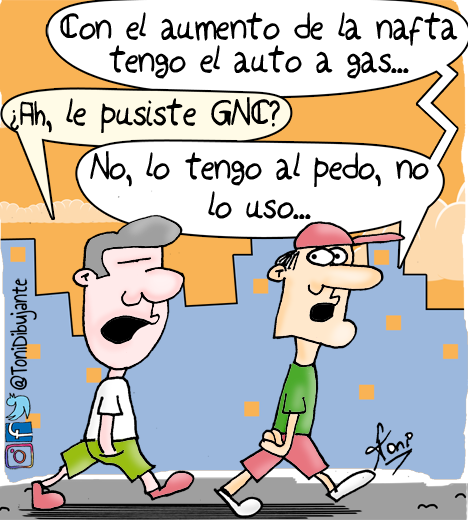 Con el aumento de la nafta
tengo el auto a gas...
¿Ah, le pusiste GNC?
No, lo tengo al pedo, no
lo uso...
@ToniDibujante
Toni